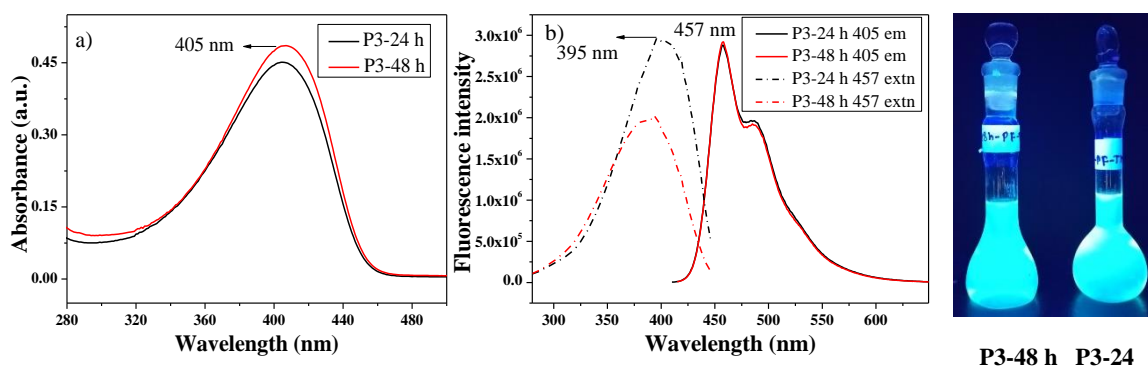 a)
405 nm
P3-24 h
P3-48 h
Absorbance (a.u.)
0.45
0.30
0.15
0.00
280 320 360 400 440 480
Wavelength (nm)
b)
395 nm
457 nm
P3-24 h 405 em
P3-48 h 405 em
P3-24 h 457 extn
P3-48 h 457 extn
Fluorescence intensity
3.0x10⁶
2.5x10⁶
2.0x10⁶
1.5x10⁶
1.0x10⁶
5.0x10⁵
0.0
300 350 400 450 500 550 600
Wavelength (nm)
P3-48 h P3-24